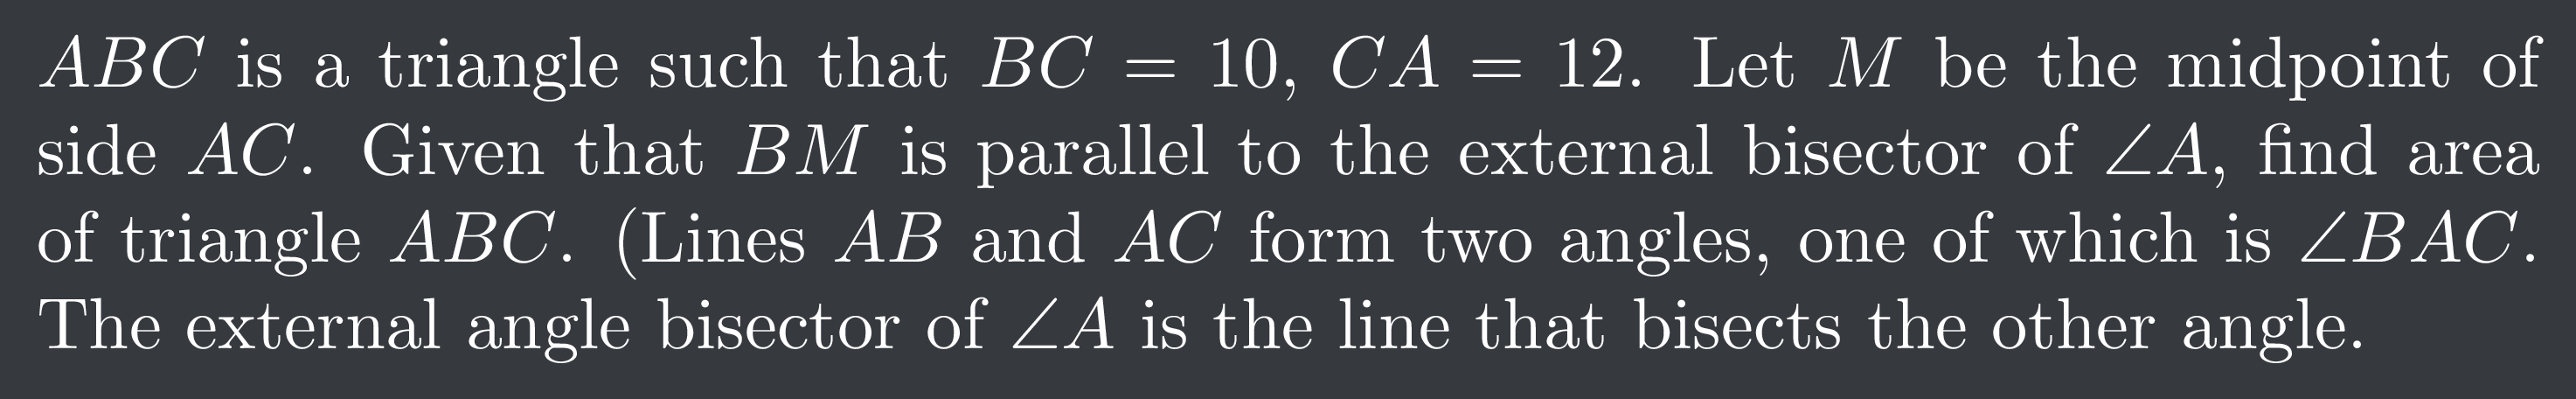 ABC is a triangle such that BC = 10, CA = 12. Let M be the midpoint of
side AC. Given that BM is parallel to the external bisector of ∠A, find area
of triangle ABC. (Lines AB and AC form two angles, one of which is ∠BAC.
The external angle bisector of ∠A is the line that bisects the other angle.